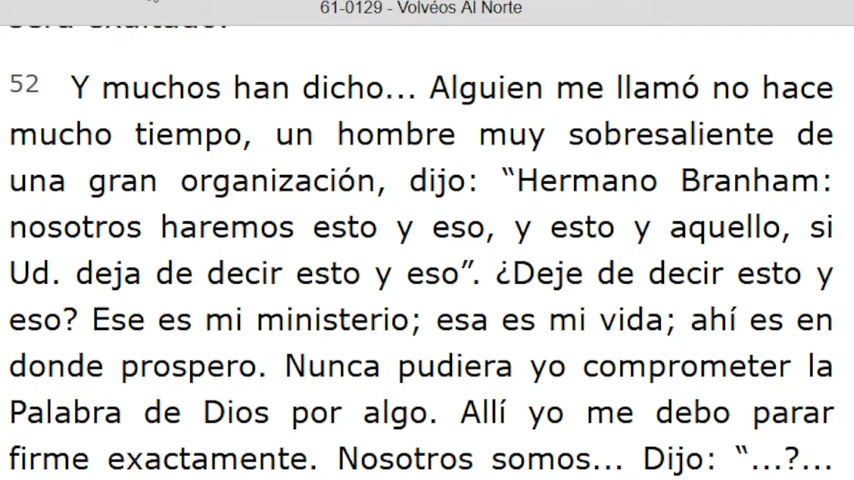 61-0129 - Volvéos Al Norte
será exaltado.
52 Y muchos han dicho... Alguien me llamó no hace
mucho tiempo, un hombre muy sobresaliente de
una gran organización, dijo: “Hermano Branham:
nosotros haremos esto y eso, y esto y aquello, si
Ud. deja de decir esto y eso”. ¿Deje de decir esto y
eso? Ese es mi ministerio; esa es mi vida; ahí es en
donde prospero. Nunca pudiera yo comprometer la
Palabra de Dios por algo. Allí yo me debo parar
firme exactamente. Nosotros somos... Dijo: “...?...